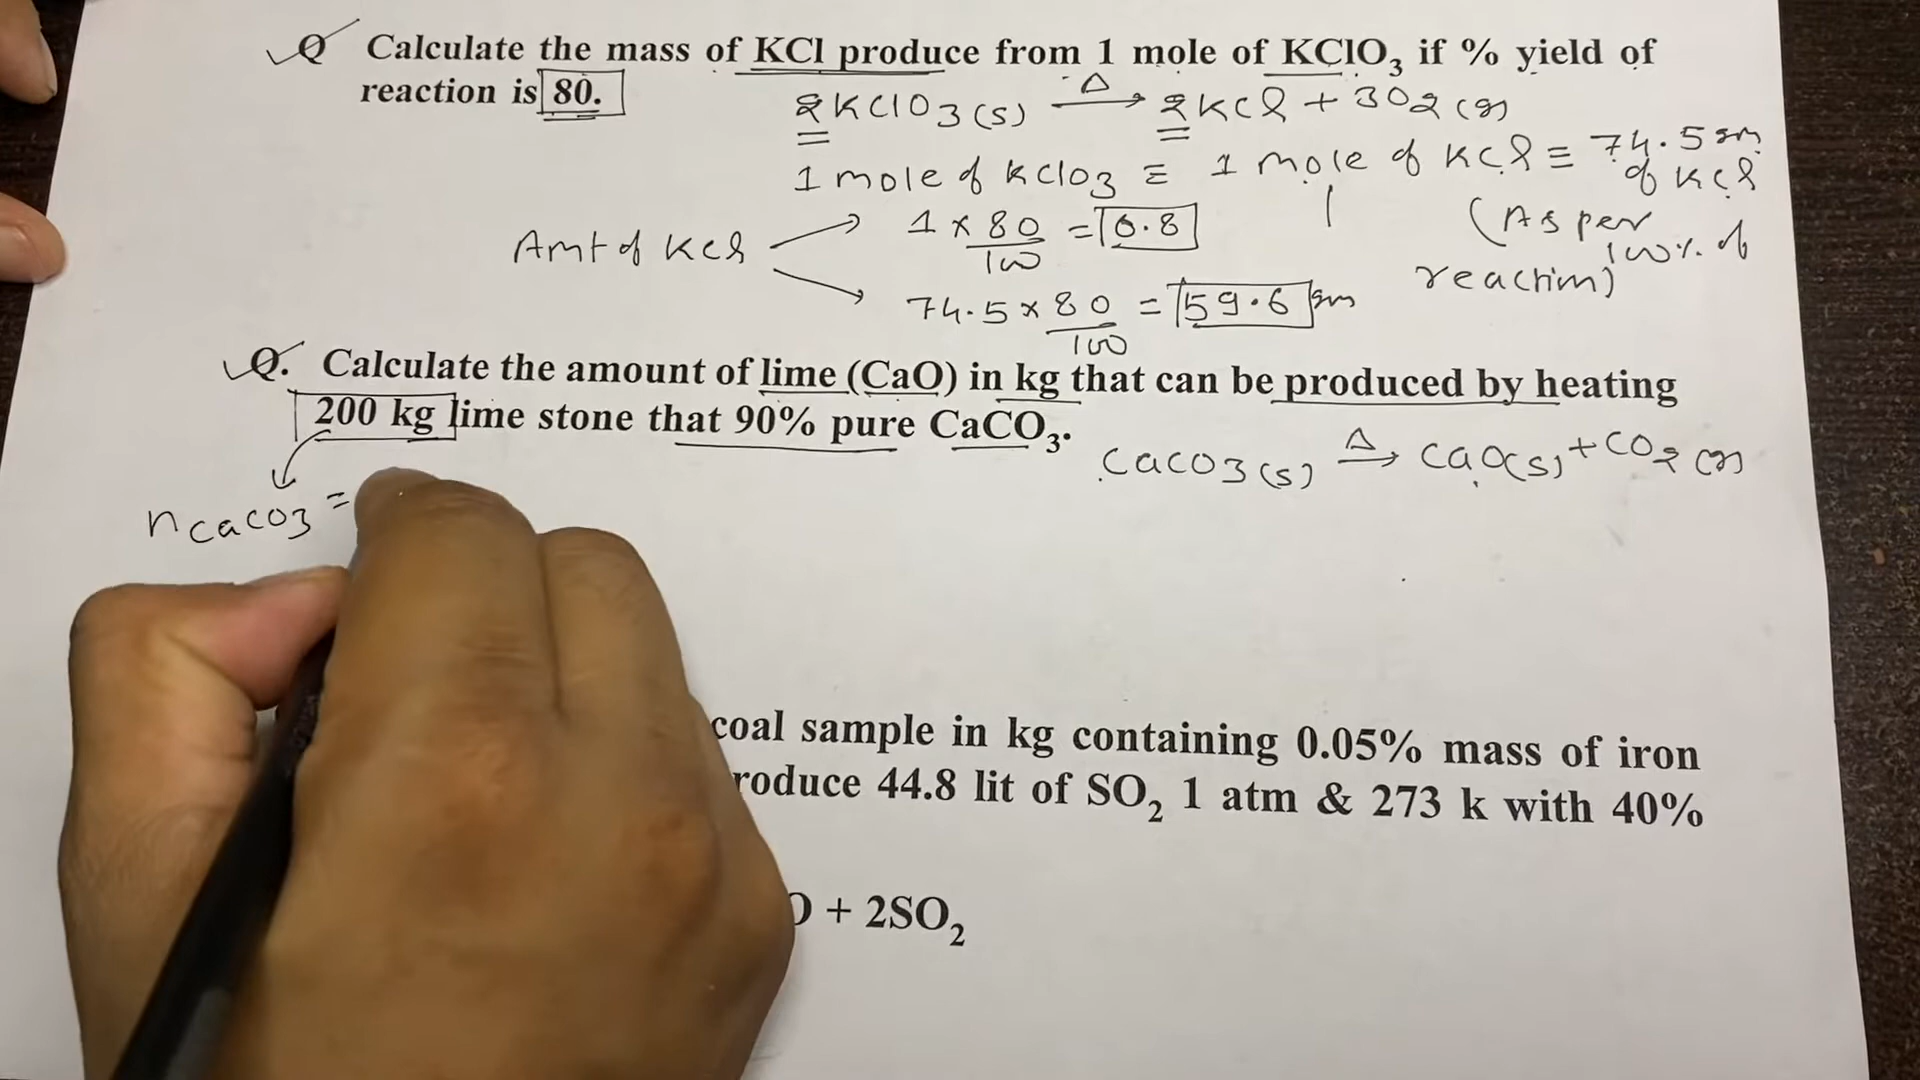 Q Calculate the mass of KCl produce from 1 mole of KClO3 if % yield of
reaction is 80.
2KClO3(s) Δ→ 2KCl + 3O2(g)
1 mole of KClO3 ≡ 1 mole of KCl ≡ 74.5 gm
of KCl
Amt of KCl
1 × 80/100 = 0.8
(As per
100% of
reaction)
74.5 × 80/100 = 59.6 gm
Q. Calculate the amount of lime (CaO) in kg that can be produced by heating
200 kg lime stone that 90% pure CaCO3.
CaCO3(s) Δ→ CaO(s) + CO2(g)
nCaCO3 =
coal sample in kg containing 0.05% mass of iron
roduce 44.8 lit of SO2 1 atm & 273 k with 40%
+ 2SO2